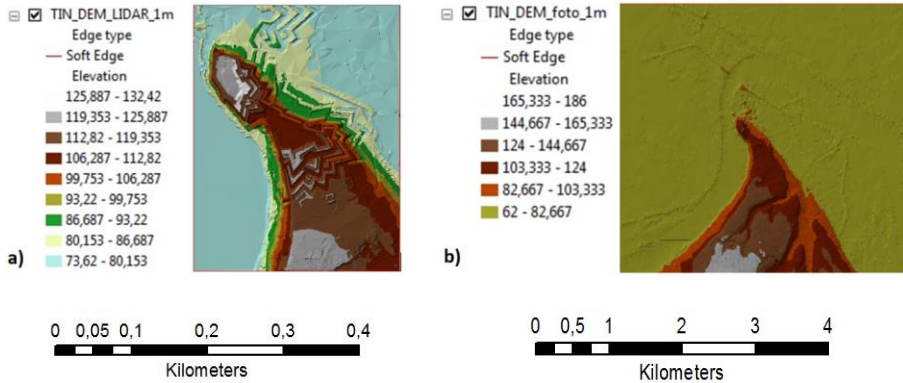 TIN_DEM_LIDAR_1m
Edge type
Soft Edge
Elevation
125,887 - 132,42
119,353 - 125,887
112,82 - 119,353
106,287 - 112,82
99,753 - 106,287
93,22 - 99,753
86,687 - 93,22
80,153 - 86,687
73,62 - 80,153
a)
0 0,05 0,1 0,2 0,3 0,4
Kilometers
TIN_DEM_foto_1m
Edge type
Soft Edge
Elevation
165,333 - 186
144,667 - 165,333
124 - 144,667
103,333 - 124
82,667 - 103,333
62 - 82,667
b)
0 0,5 1 2 3 4
Kilometers